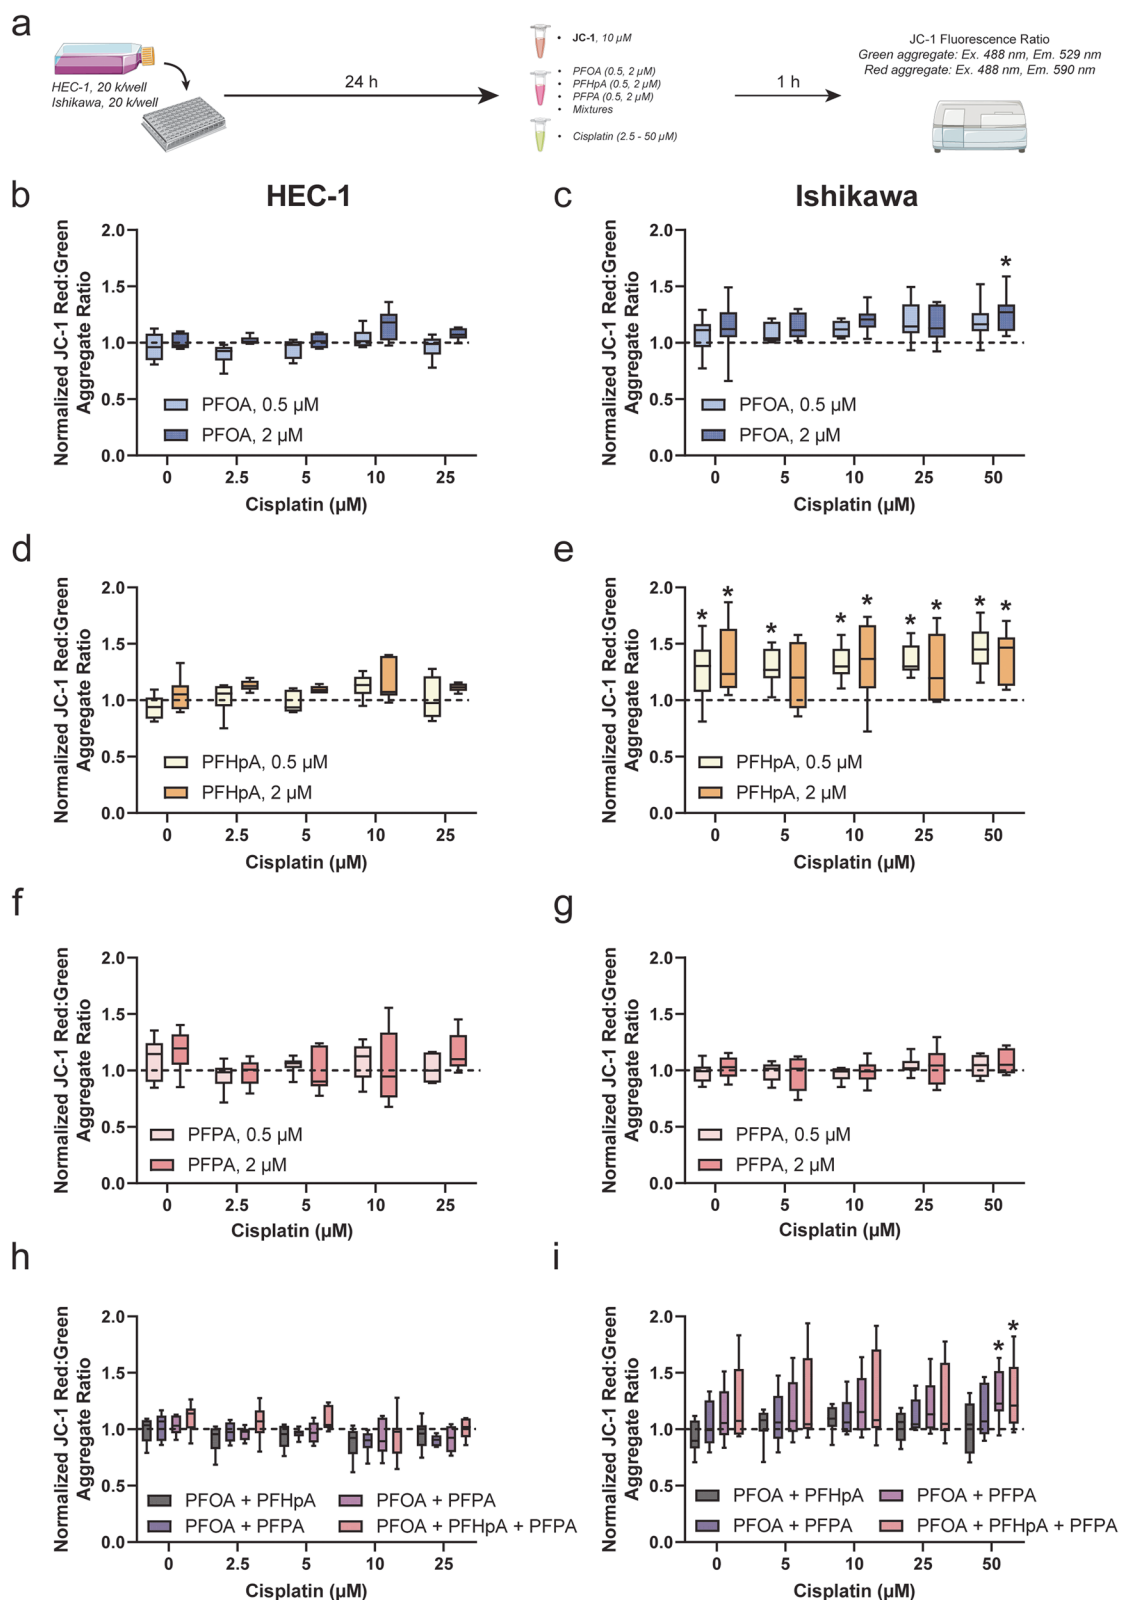 a
HEC-1, 20 k/well
Ishikawa, 20 k/well
24 h
• JC-1, 10 µM
• PFOA (0.5, 2 µM)
• PFHpA (0.5, 2 µM)
• PFPA (0.5, 2 µM)
• Mixtures
• Cisplatin (2.5 - 50 µM)
1 h
JC-1 Fluorescence Ratio
Green aggregate: Ex. 488 nm, Em. 529 nm
Red aggregate: Ex. 488 nm, Em. 590 nm
b
HEC-1
Normalized JC-1 Red:Green
Aggregate Ratio
2.0
1.5
1.0
0.5
0.0
PFOA, 0.5 µM
PFOA, 2 µM
0 2.5 5 10 25
Cisplatin (µM)
c
Ishikawa
Normalized JC-1 Red:Green
Aggregate Ratio
2.0
1.5
1.0
0.5
0.0
*
PFOA, 0.5 µM
PFOA, 2 µM
0 5 10 25 50
Cisplatin (µM)
d
Normalized JC-1 Red:Green
Aggregate Ratio
2.0
1.5
1.0
0.5
0.0
PFHpA, 0.5 µM
PFHpA, 2 µM
0 2.5 5 10 25
Cisplatin (µM)
e
Normalized JC-1 Red:Green
Aggregate Ratio
2.0
1.5
1.0
0.5
0.0
* * * * * * * * *
PFHpA, 0.5 µM
PFHpA, 2 µM
0 5 10 25 50
Cisplatin (µM)
f
Normalized JC-1 Red:Green
Aggregate Ratio
2.0
1.5
1.0
0.5
0.0
PFPA, 0.5 µM
PFPA, 2 µM
0 2.5 5 10 25
Cisplatin (µM)
g
Normalized JC-1 Red:Green
Aggregate Ratio
2.0
1.5
1.0
0.5
0.0
PFPA, 0.5 µM
PFPA, 2 µM
0 5 10 25 50
Cisplatin (µM)
h
Normalized JC-1 Red:Green
Aggregate Ratio
2.0
1.5
1.0
0.5
0.0
PFOA + PFHpA PFOA + PFPA
PFOA + PFPA PFOA + PFHpA + PFPA
0 2.5 5 10 25
Cisplatin (µM)
i
Normalized JC-1 Red:Green
Aggregate Ratio
2.0
1.5
1.0
0.5
0.0
* *
PFOA + PFHpA PFOA + PFPA
PFOA + PFPA PFOA + PFHpA + PFPA
0 5 10 25 50
Cisplatin (µM)